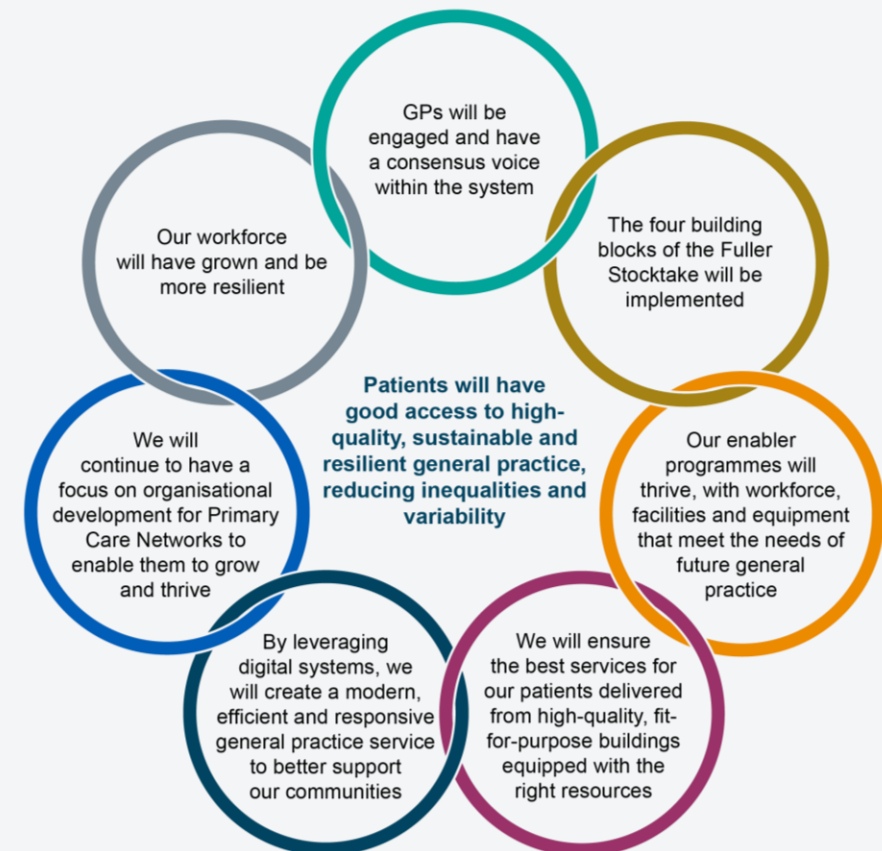 GPs will be
engaged and have
a consensus voice
within the system
The four building
blocks of the Fuller
Stocktake will be
implemented
Our enabler
programmes will
thrive, with workforce,
facilities and equipment
that meet the needs of
future general
practice
We will ensure
the best services for
our patients delivered
from high-quality, fit-
for-purpose buildings
equipped with the
right resources
By leveraging
digital systems, we
will create a modern,
efficient and responsive
general practice service
to better support
our communities
We will
continue to have a
focus on organisational
development for Primary
Care Networks to
enable them to grow
and thrive
Our workforce
will have grown and be
more resilient
Patients will have
good access to high-
quality, sustainable and
resilient general practice,
reducing inequalities and
variability